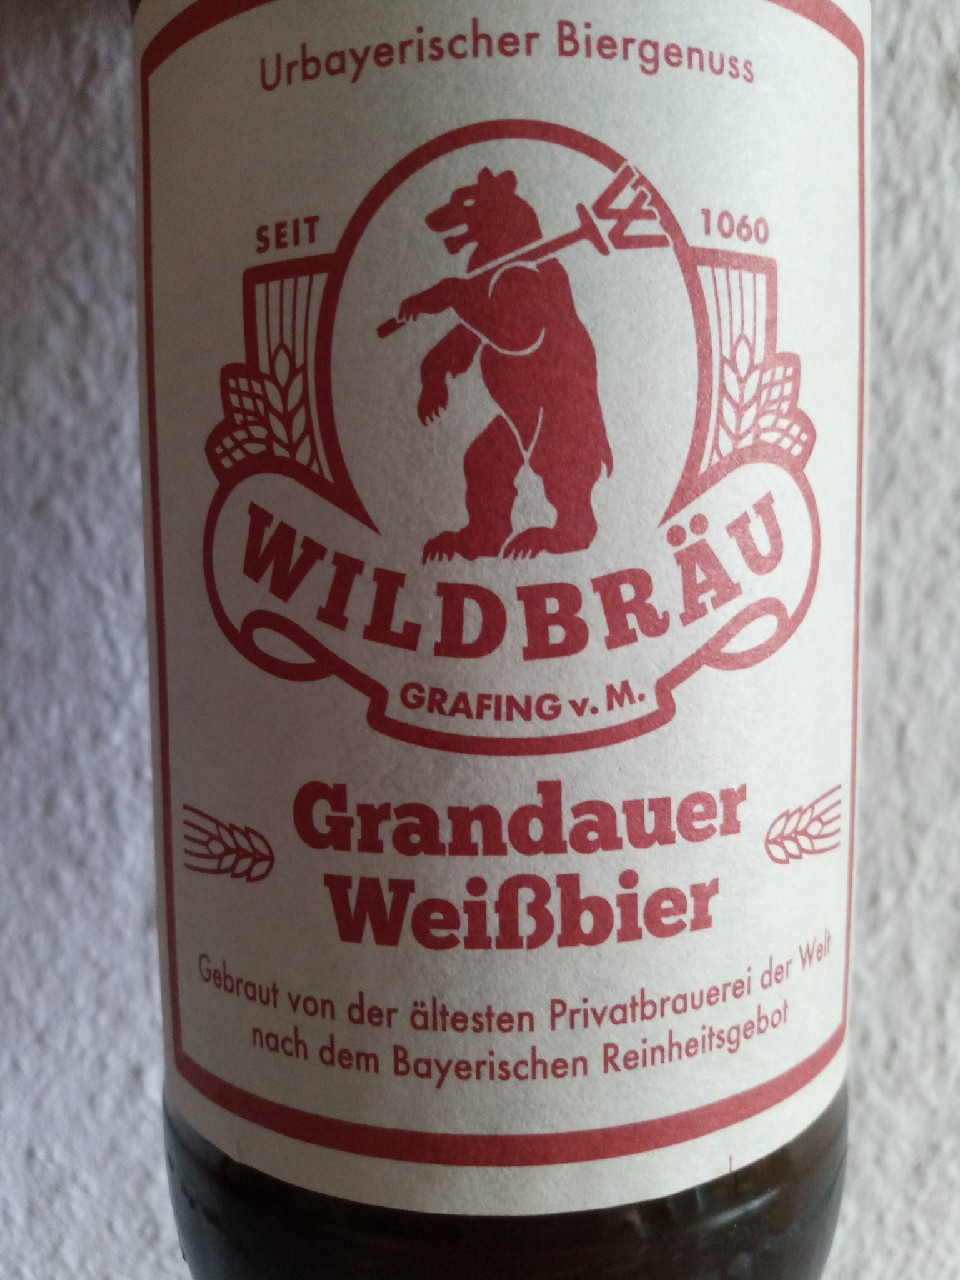 Urbayerischer Biergenuss
SEIT 1060
W
WILDBRÄU
GRAFING v. M.
Grandauer
Weißbier
Gebraut von der ältesten Privatbrauerei der Welt
nach dem Bayerischen Reinheitsgebot